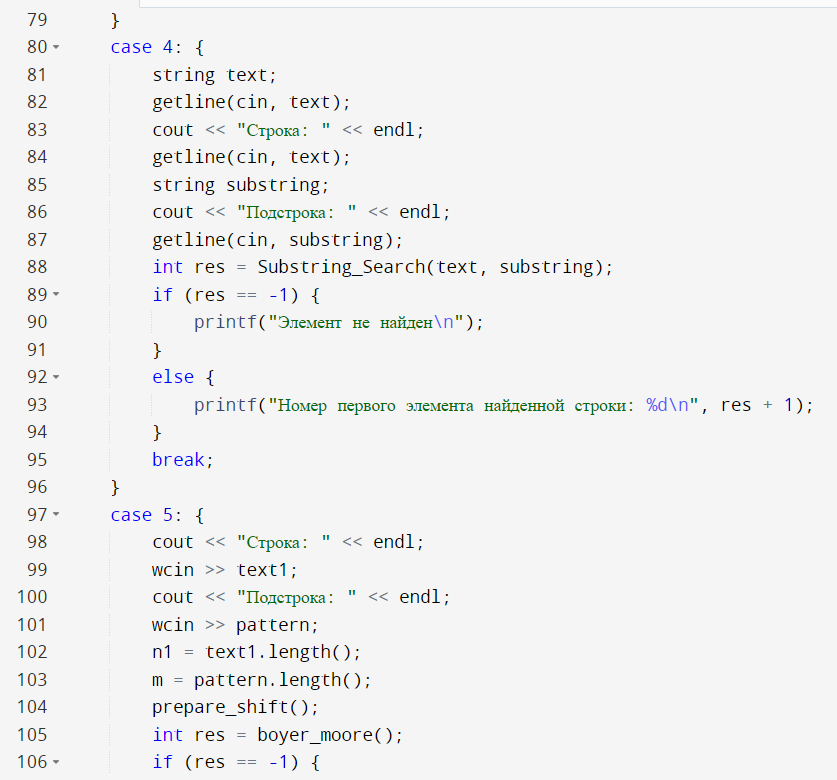 79 }
80 case 4: {
81 string text;
82 getline(cin, text);
83 cout << "Строка: " << endl;
84 getline(cin, text);
85 string substring;
86 cout << "Подстрока: " << endl;
87 getline(cin, substring);
88 int res = Substring_Search(text, substring);
89 if (res == -1) {
90 printf("Элемент не найден\n");
91 }
92 else {
93 printf("Номер первого элемента найденной строки: %d\n", res + 1);
94 }
95 break;
96 }
97 case 5: {
98 cout << "Строка: " << endl;
99 wcin >> text1;
100 cout << "Подстрока: " << endl;
101 wcin >> pattern;
102 n1 = text1.length();
103 m = pattern.length();
104 prepare_shift();
105 int res = boyer_moore();
106 if (res == -1) {